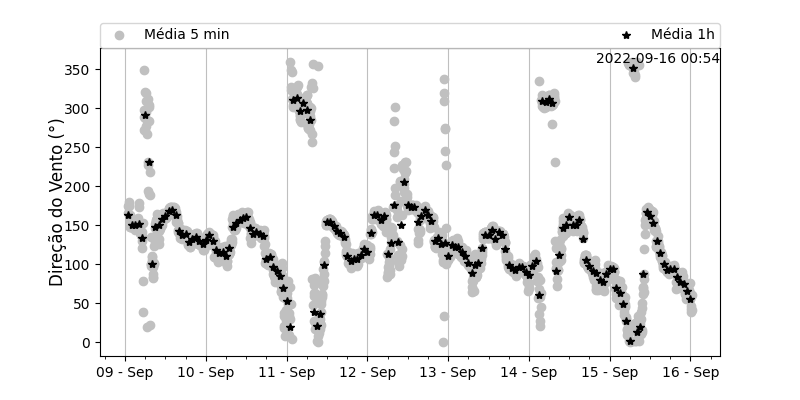 Média 5 min
Média 1h
2022-09-16 00:54
Direção do Vento (°)
350
300
250
200
150
100
50
0
09 - Sep
10 - Sep
11 - Sep
12 - Sep
13 - Sep
14 - Sep
15 - Sep
16 - Sep